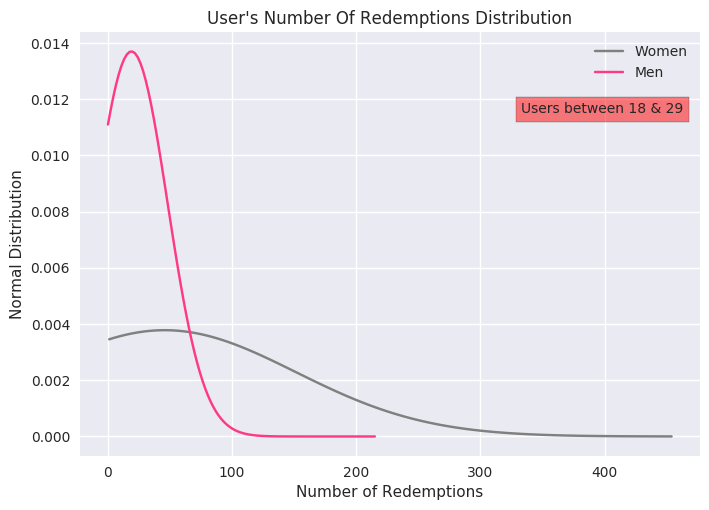 User's Number Of Redemptions Distribution
Women
Men
Users between 18 & 29
Normal Distribution
0.014
0.012
0.010
0.008
0.006
0.004
0.002
0.000
0
100
200
300
400
Number of Redemptions